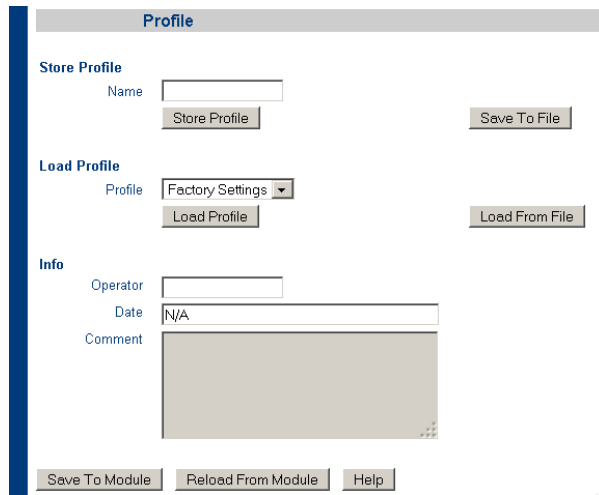 Profile
Store Profile
Name
Store Profile Save To File
Load Profile
Profile Factory Settings
Load Profile Load From File
Info
Operator
Date N/A
Comment
Save To Module Reload From Module Help